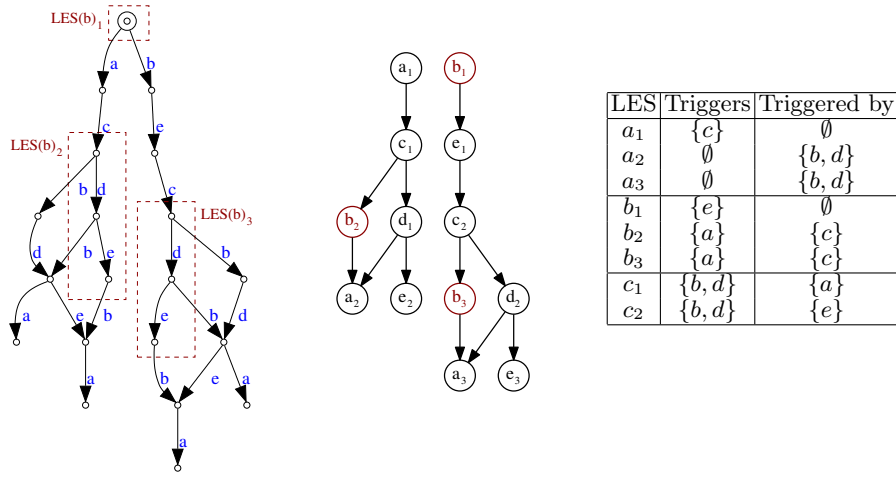 LES(b)₁
a b
c e
LES(b)₂
b d c
LES(b)₃
d b e d b
a e b e b d
a b e a
a
a₁ b₁
c₁ e₁
b₂ d₁ c₂
a₂ e₂ b₃ d₂
a₃ e₃
LES Triggers Triggered by
a₁ {c} ∅
a₂ ∅ {b, d}
a₃ ∅ {b, d}
b₁ {e} ∅
b₂ {a} {c}
b₃ {a} {c}
c₁ {b, d} {a}
c₂ {b, d} {e}